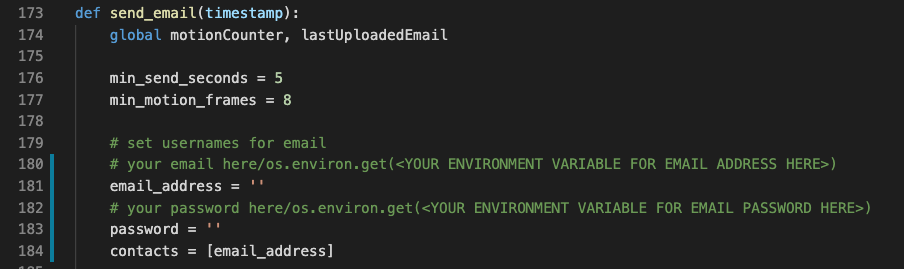 173 def send_email(timestamp):
174 global motionCounter, lastUploadedEmail
175
176 min_send_seconds = 5
177 min_motion_frames = 8
178
179 # set usernames for email
180 # your email here/os.environ.get(<YOUR ENVIRONMENT VARIABLE FOR EMAIL ADDRESS HERE>)
181 email_address = ''
182 # your password here/os.environ.get(<YOUR ENVIRONMENT VARIABLE FOR EMAIL PASSWORD HERE>)
183 password = ''
184 contacts = [email_address]